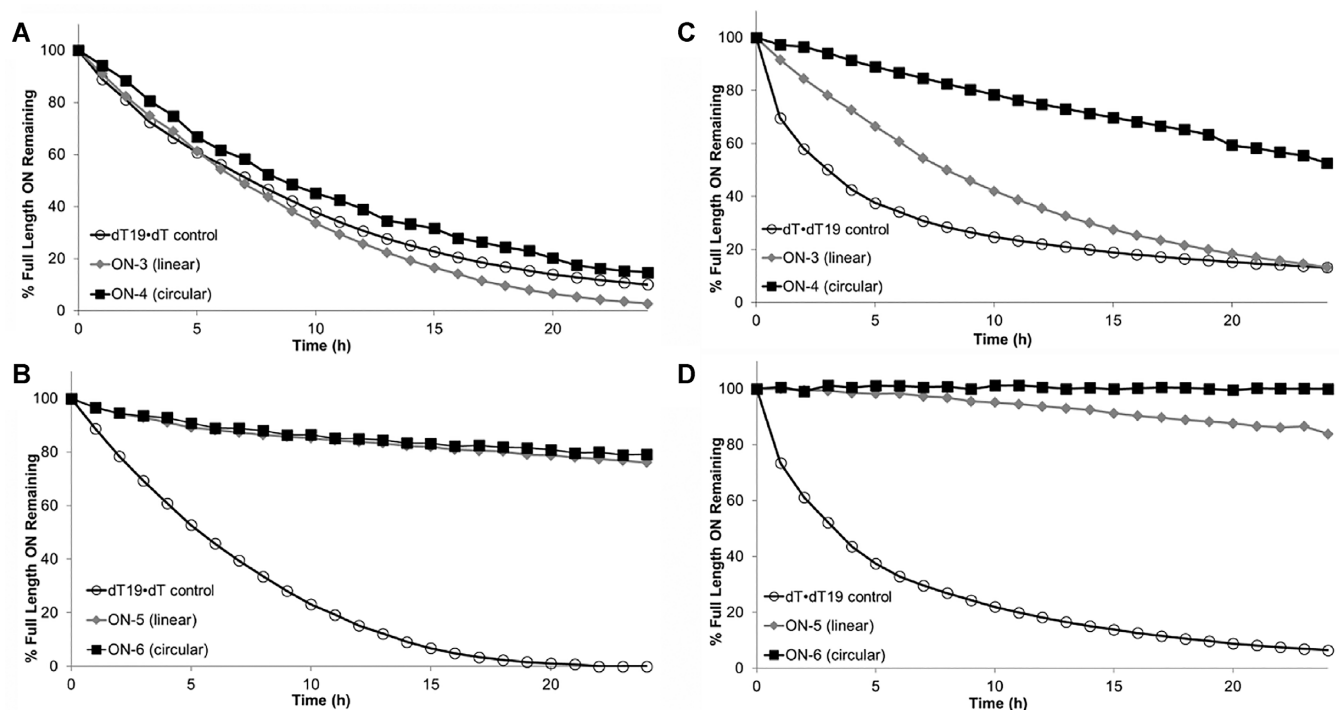 A
% Full Length ON Remaining
100
80
60
40
20
0
dT19•dT control
ON-3 (linear)
ON-4 (circular)
0 5 10 15 20
Time (h)
B
% Full Length ON Remaining
100
80
60
40
20
0
dT19•dT control
ON-5 (linear)
ON-6 (circular)
0 5 10 15 20
Time (h)
C
% Full Length ON Remaining
100
80
60
40
20
0
dT•dT19 control
ON-3 (linear)
ON-4 (circular)
0 5 10 15 20
Time (h)
D
% Full Length ON Remaining
100
80
60
40
20
0
dT•dT19 control
ON-5 (linear)
ON-6 (circular)
0 5 10 15 20
Time (h)